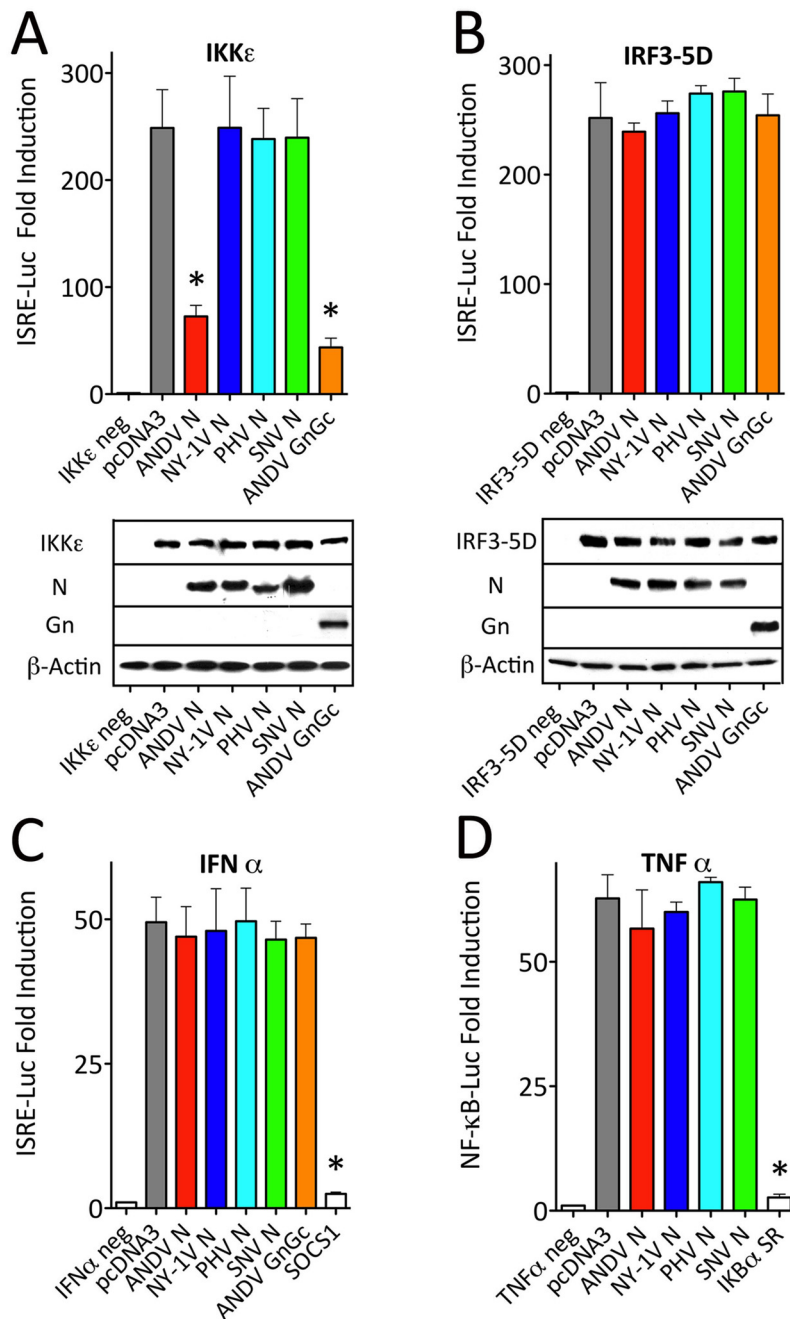 A
IKKε
ISRE-Luc Fold Induction
300
200
100
0
*
*
IKKε neg
pcDNA3
ANDV N
NY-1V N
PHV N
SNV N
ANDV GnGc
IKKε
N
Gn
β-Actin
IKKε neg
pcDNA3
ANDV N
NY-1V N
PHV N
SNV N
ANDV GnGc
B
IRF3-5D
ISRE-Luc Fold Induction
300
200
100
0
IRF3-5D neg
pcDNA3
ANDV N
NY-1V N
PHV N
SNV N
ANDV GnGc
IRF3-5D
N
Gn
β-Actin
IRF3-5D neg
pcDNA3
ANDV N
NY-1V N
PHV N
SNV N
ANDV GnGc
C
IFN α
ISRE-Luc Fold Induction
50
25
0
*
IFNα neg
pcDNA3
ANDV N
NY-1V N
PHV N
SNV N
ANDV GnGc
SOCS1
D
TNF α
NF-κB-Luc Fold Induction
50
25
0
*
TNFα neg
pcDNA3
ANDV N
NY-1V N
PHV N
SNV N
IKBα SR